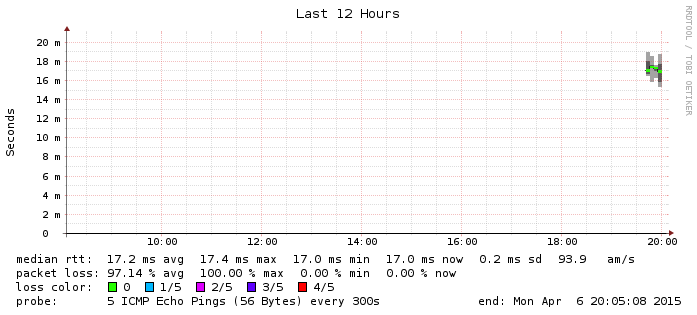 Last 12 Hours
RRDTOOL / TOBI OETIKER
Seconds
20 m
18 m
16 m
14 m
12 m
10 m
8 m
6 m
4 m
2 m
0
10:00 12:00 14:00 16:00 18:00 20:00
median rtt: 17.2 ms avg 17.4 ms max 17.0 ms min 17.0 ms now 0.2 ms sd 93.9 am/s
packet loss: 97.14 % avg 100.00 % max 0.00 % min 0.00 % now
loss color: 0 1/5 2/5 3/5 4/5
probe: 5 ICMP Echo Pings (56 Bytes) every 300s end: Mon Apr 6 20:05:08 2015